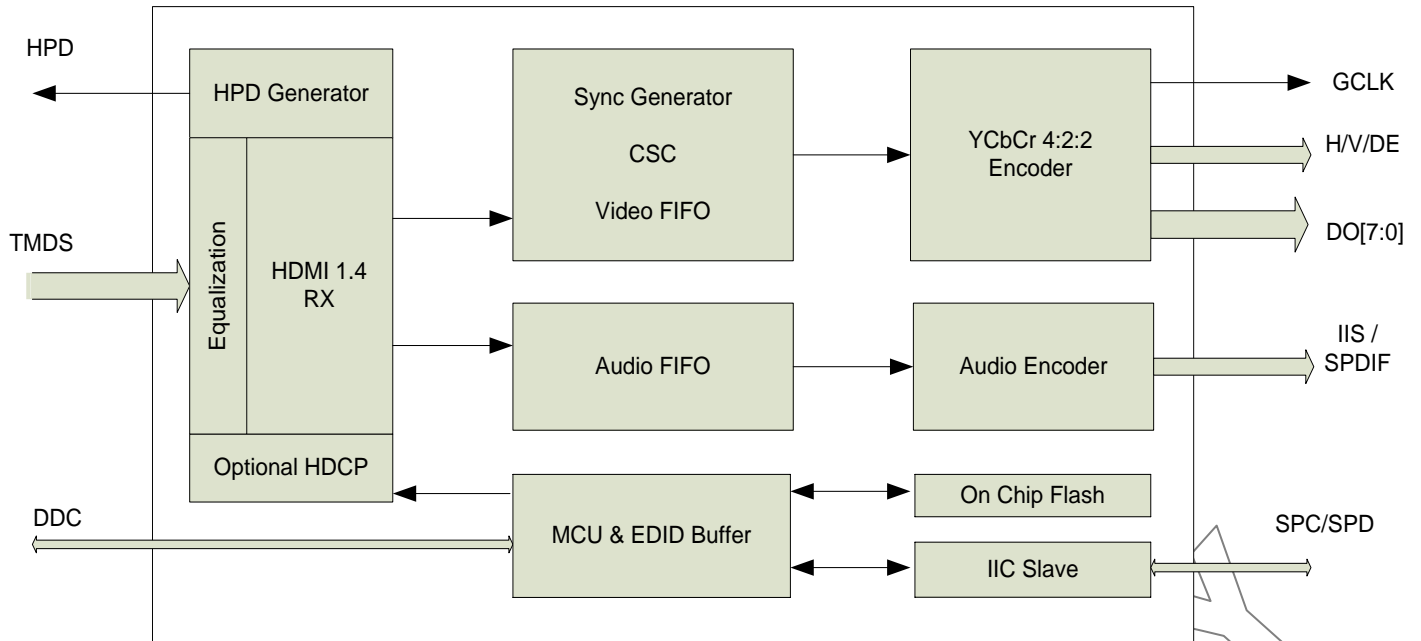 HPD
HPD Generator
Sync Generator
CSC
Video FIFO
YCbCr 4:2:2
Encoder
GCLK
H/V/DE
DO[7:0]
TMDS
Equalization
HDMI 1.4
RX
Audio FIFO
Audio Encoder
IIS /
SPDIF
Optional HDCP
DDC
MCU & EDID Buffer
On Chip Flash
IIC Slave
SPC/SPD